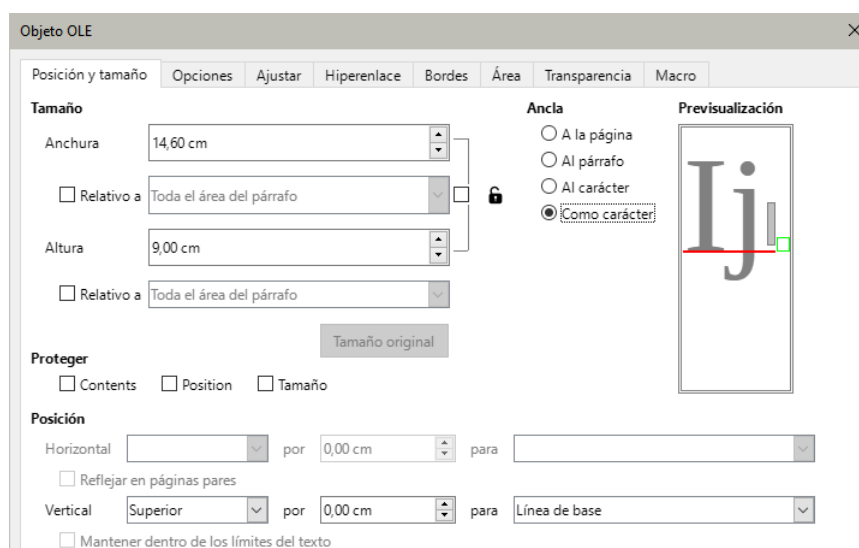 Objeto OLE
Posición y tamaño Opciones Ajustar Hiperenlace Bordes Área Transparencia Macro
Tamaño Ancla Previsualización
Anchura 14,60 cm A la página
Al párrafo
Relativo a Toda el área del párrafo Al carácter
Como carácter
Altura 9,00 cm
Relativo a Toda el área del párrafo
Tamaño original
Proteger
Contents Position Tamaño
Posición
Horizontal por 0,00 cm para
Reflejar en páginas pares
Vertical Superior por 0,00 cm para Línea de base
Mantener dentro de los límites del texto
Ij